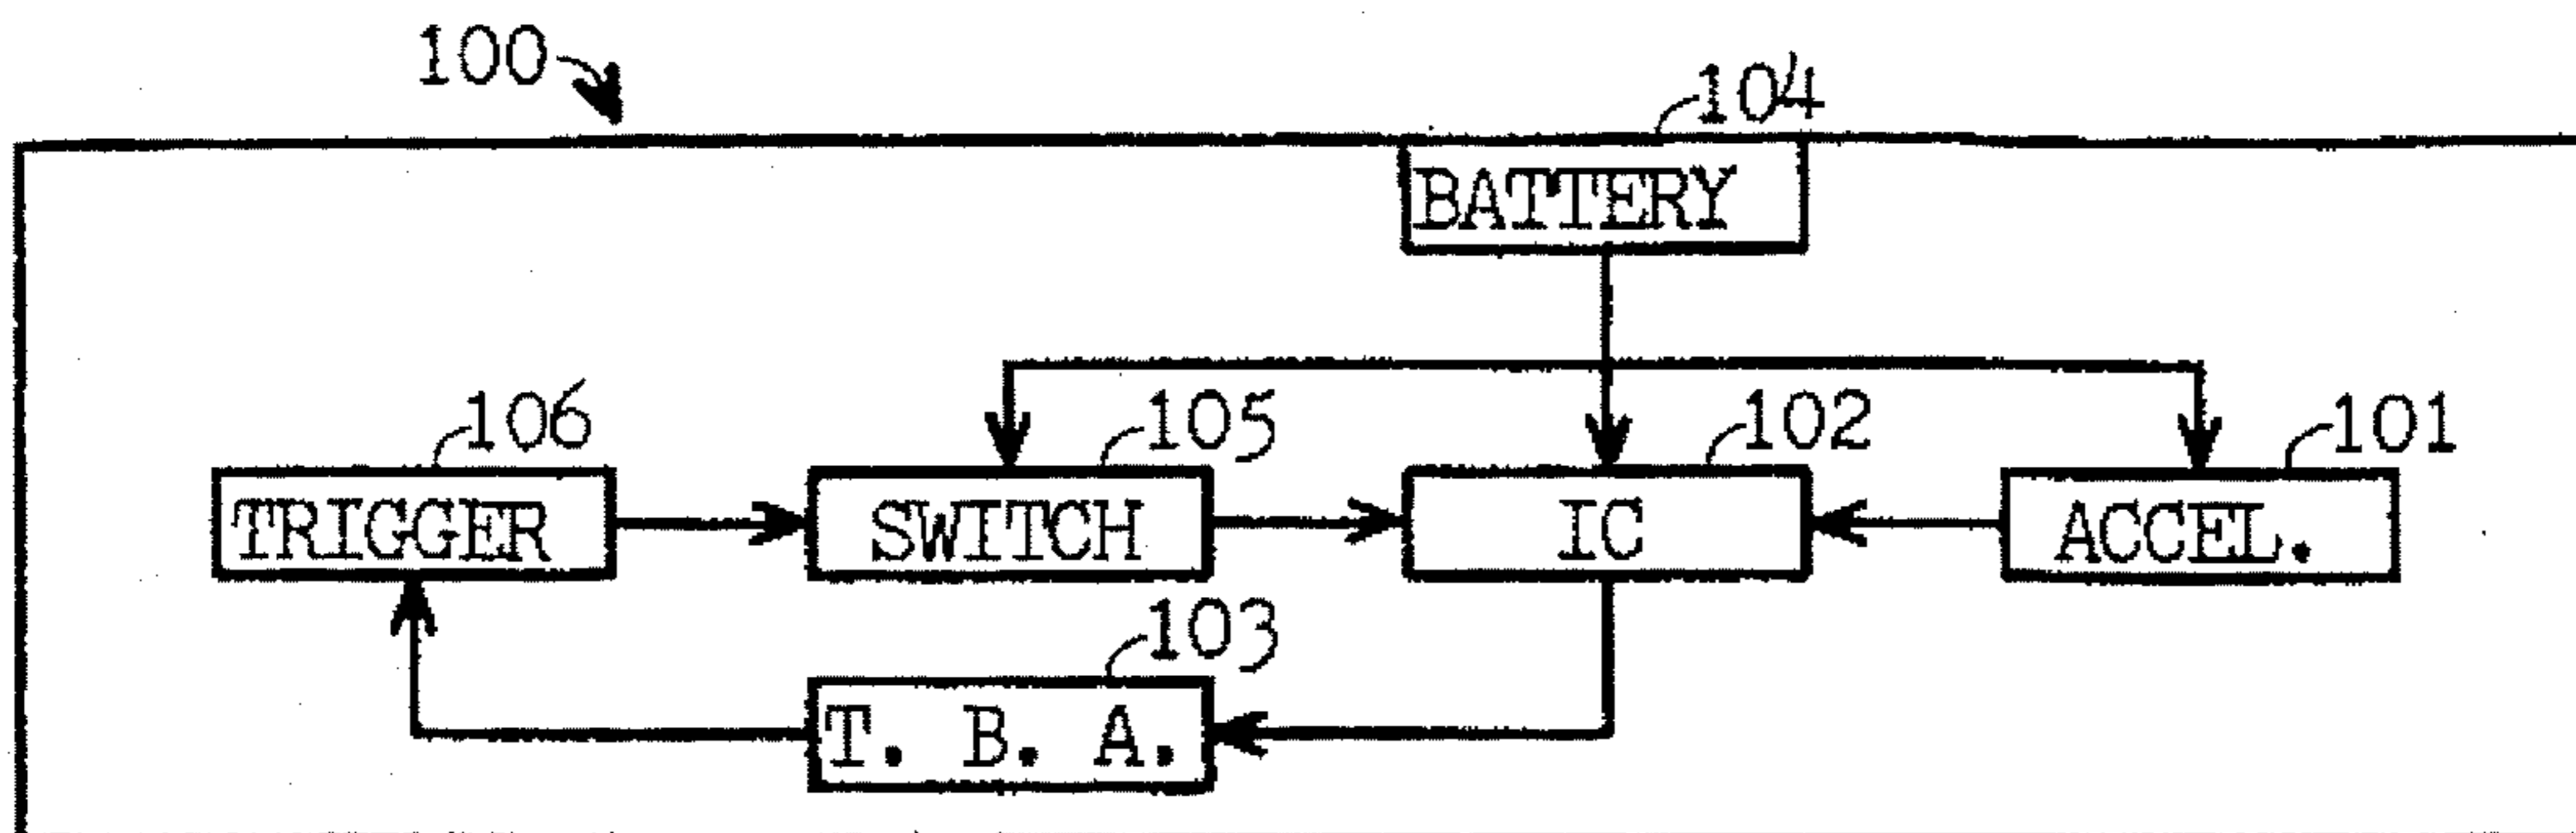 100
104
BATTERY
106
105
102
101
TRIGGER
SWITCH
IC
ACCEL.
103
T. B. A.